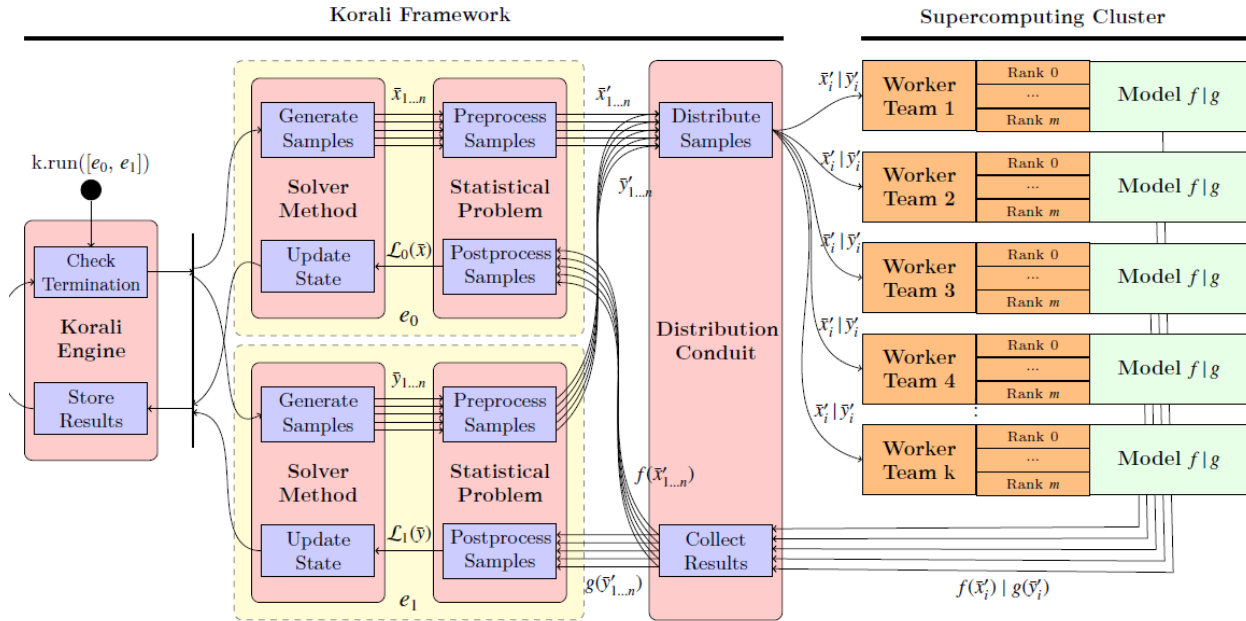 Korali Framework
Supercomputing Cluster
k.run([e₀, e₁])
Check
Termination
Korali
Engine
Store
Results
Generate
Samples
x̄₁...ₙ
Preprocess
Samples
x̄′₁...ₙ
Solver
Method
Statistical
Problem
Update
State
ℒ₀(x̄)
Postprocess
Samples
e₀
ȳ′₁...ₙ
Generate
Samples
ȳ₁...ₙ
Preprocess
Samples
Solver
Method
Statistical
Problem
Update
State
ℒ₁(ȳ)
Postprocess
Samples
e₁
f(x̄′₁...ₙ)
g(ȳ′₁...ₙ)
Distribute
Samples
Distribution
Conduit
Collect
Results
x̄′ᵢ | ȳ′ᵢ
Worker
Team 1
Rank 0
...
Rank m
Model f | g
x̄′ᵢ | ȳ′ᵢ
Worker
Team 2
Rank 0
...
Rank m
Model f | g
x̄′ᵢ | ȳ′ᵢ
Worker
Team 3
Rank 0
...
Rank m
Model f | g
x̄′ᵢ | ȳ′ᵢ
Worker
Team 4
Rank 0
...
Rank m
Model f | g
⋮
x̄′ᵢ | ȳ′ᵢ
Worker
Team k
Rank 0
...
Rank m
Model f | g
f(x̄′ᵢ) | g(ȳ′ᵢ)